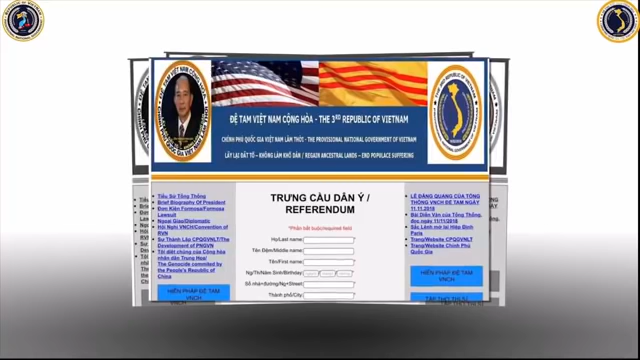 ĐỆ TAM VIỆT NAM CỘNG HÒA - THE 3RD REPUBLIC OF VIETNAM
CHÍNH PHỦ QUỐC GIA VIỆT NAM LÂM THỜI - THE PROVISIONAL NATIONAL GOVERNMENT OF VIETNAM
LẤY LẠI ĐẤT TỔ - KHÔNG LÀM KHỔ DÂN / REGAIN ANCESTRAL LANDS - END POPULACE SUFFERING
Tiểu Sử Tổng Thống
Brief Biography Of President
Đơn Kiện Formosa/Formosa
Lawsuit
Ngoại Giao/Diplomatic
Hội Nghị VNCH/Convention of
RVN
Sự Thành Lập CPQGVNLT/The
Development of PNGVN
Tội diệt chủng của Cộng hòa
nhân dân Trung Hoa/
The Genocide commited by
the People's Republic of
China
HIẾN PHÁP ĐỆ TAM
VNCH
TRƯNG CẦU DÂN Ý /
REFERENDUM
*Phần bắt buộc/required field
Họ/Last name:
Tên Đệm/Middle name:
Tên/First name:
Ng/Th/Năm Sinh/Birthday
Số nhà+đường/Ng+Street:
Thành phố/City:
LỄ ĐĂNG QUANG CỦA TỔNG
THỐNG VNCH ĐỆ TAM NGÀY
11.11.2018
Bài Diễn Văn Của Tổng Thống,
đọc ngày 11/11/2018
Sắc Lệnh mời lại Hiệp Định
Paris
Trang/Website CPQGVNLT
Trang/Website Chính Phủ
Quốc Gia
HIẾN PHÁP ĐỆ TAM
VNCH